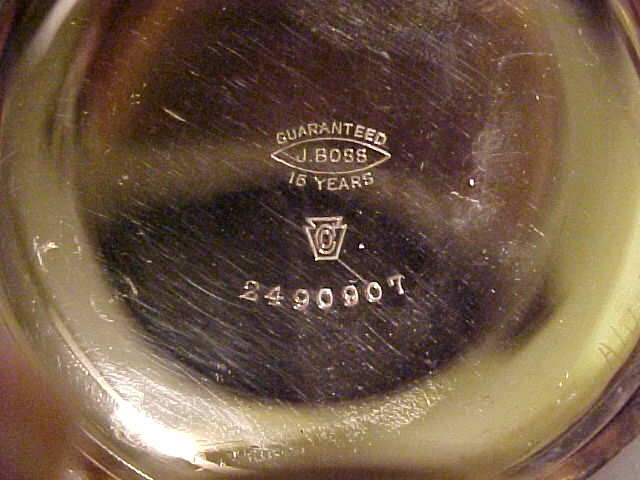 GUARANTEED
J. BOSS
15 YEARS
2490907